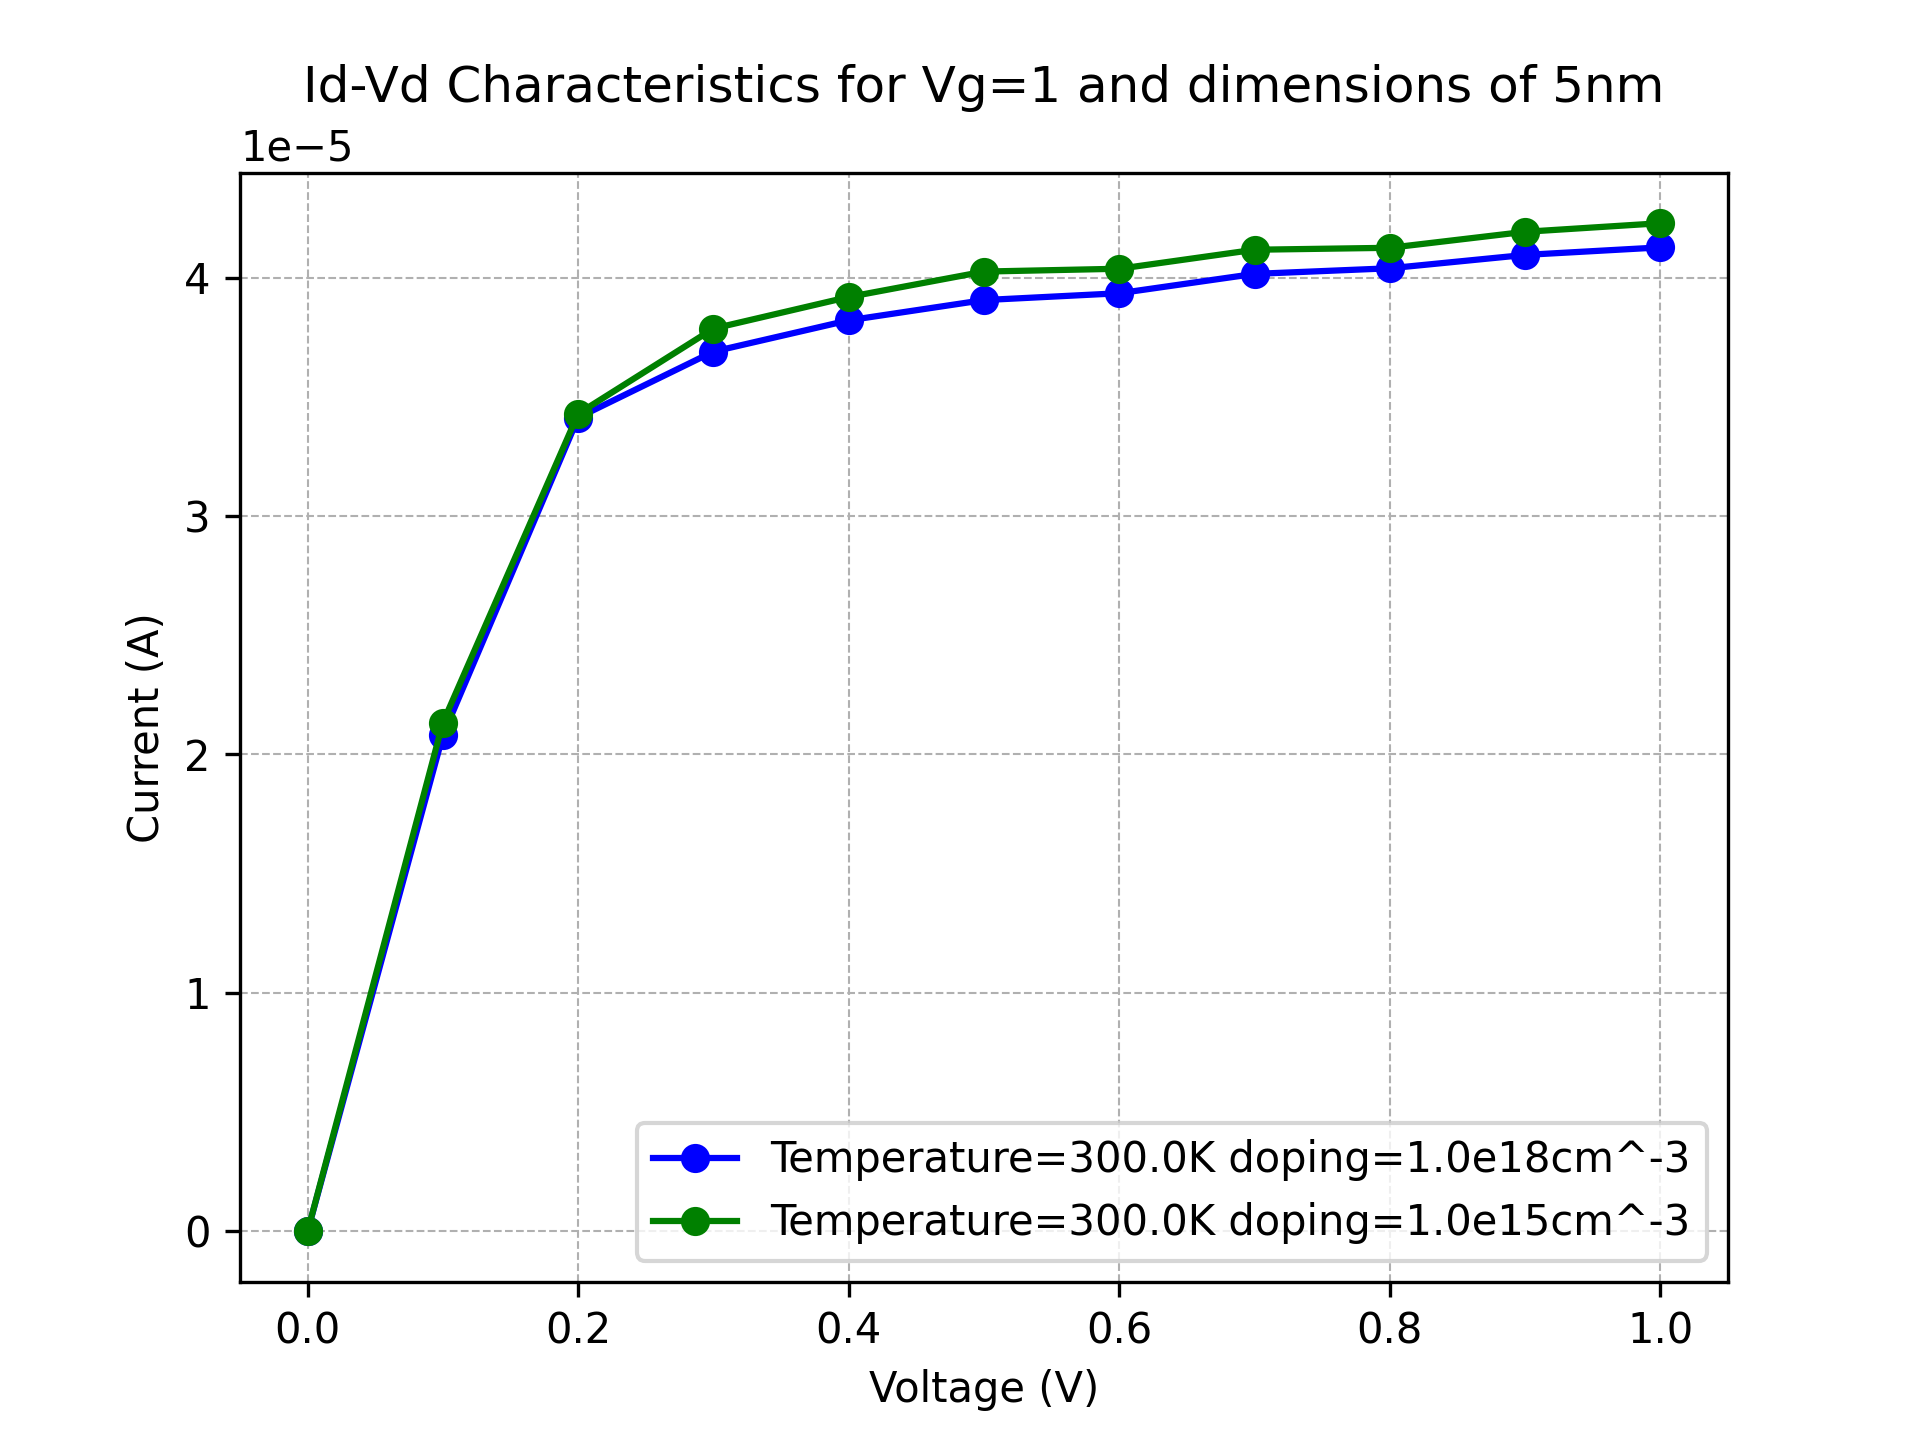 Id-Vd Characteristics for Vg=1 and dimensions of 5nm
1e−5
4
3
2
1
0
Current (A)
Temperature=300.0K doping=1.0e18cm^-3
Temperature=300.0K doping=1.0e15cm^-3
0.0 0.2 0.4 0.6 0.8 1.0
Voltage (V)